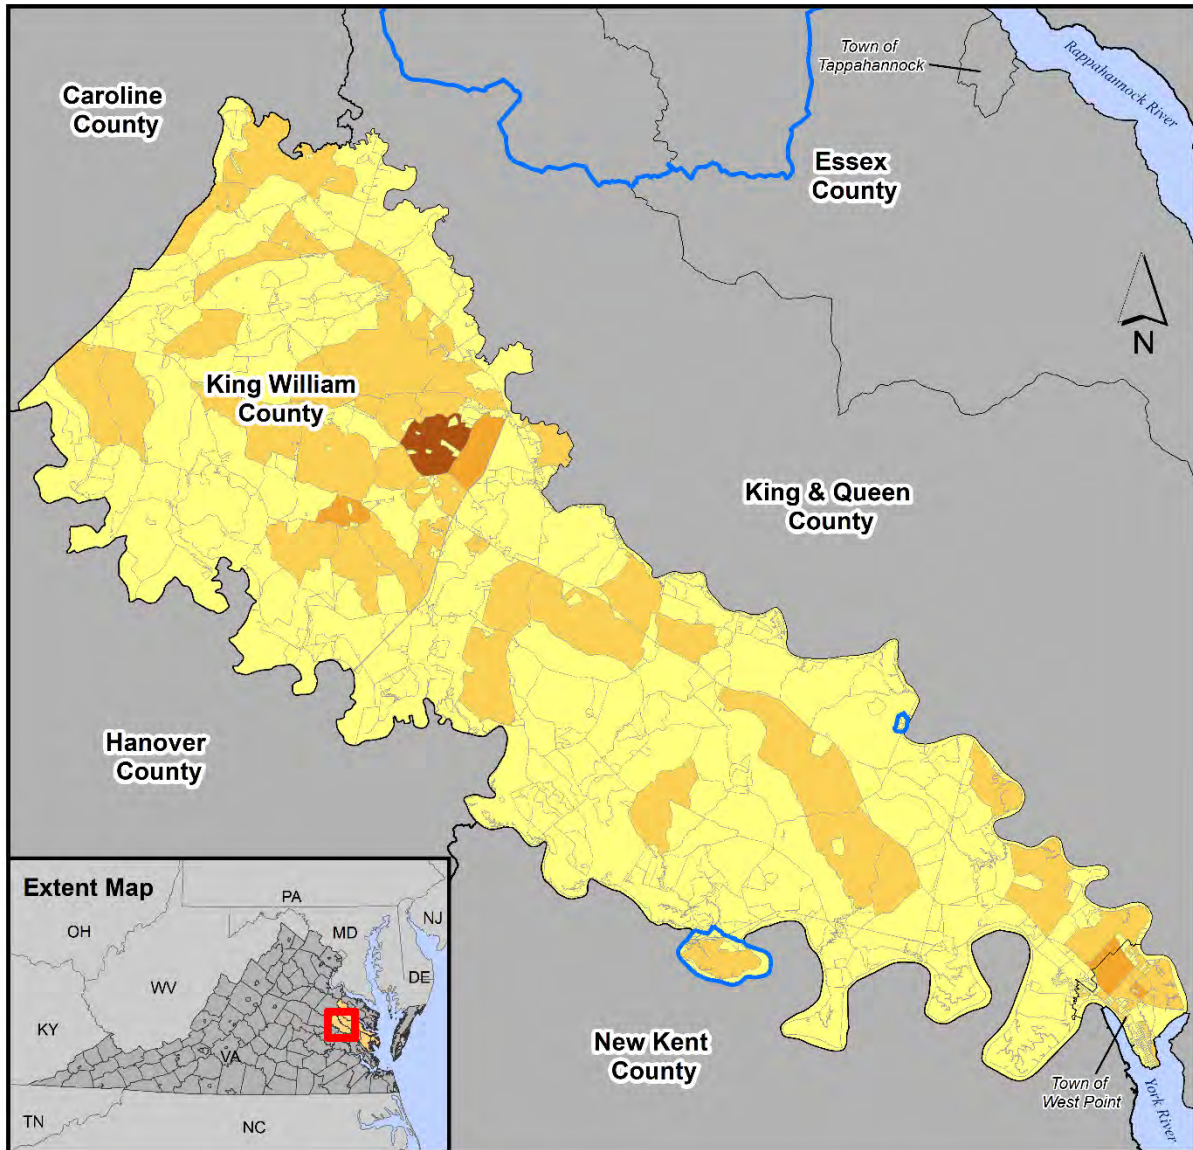 Town of
Tappahannock
Rappahannock River
Caroline
County
Essex
County
N
King William
County
King & Queen
County
Hanover
County
New Kent
County
Town of
West Point
York River
Extent Map
PA
NJ
OH
MD
DE
WV
KY
VA
TN
NC